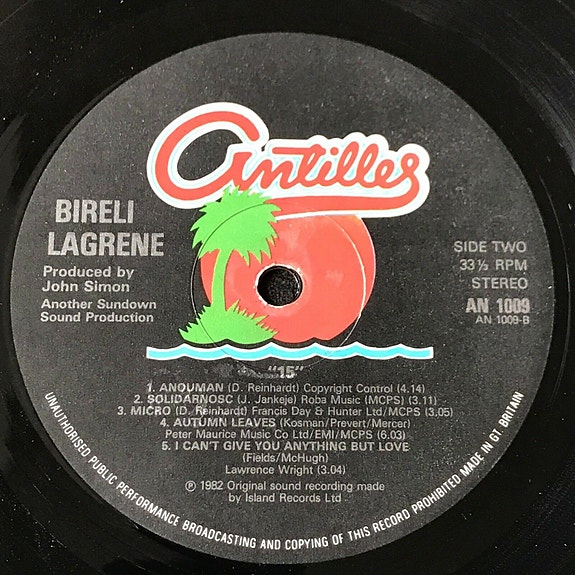 Antilles
BIRELI
LAGRENE
Produced by
John Simon
Another Sundown
Sound Production
SIDE TWO
33⅓ RPM
STEREO
AN 1009
AN 1009-B
"15"
1. ANOUMAN (D. Reinhardt) Copyright Control (4.14)
2. SOLIDARNOSC (J. Jankeje) Roba Music (MCPS) (3.11)
3. MICRO (D. Reinhardt) Francis Day & Hunter Ltd/MCPS (3.05)
4. AUTUMN LEAVES (Kosman/Prevert/Mercer)
Peter Maurice Music Co Ltd/EMI/MCPS (6.03)
5. I CAN'T GIVE YOU ANYTHING BUT LOVE
(Fields/McHugh)
Lawrence Wright (3.04)
℗ 1982 Original sound recording made
by Island Records Ltd
UNAUTHORISED PUBLIC PERFORMANCE BROADCASTING AND COPYING OF THIS RECORD PROHIBITED MADE IN GT. BRITAIN